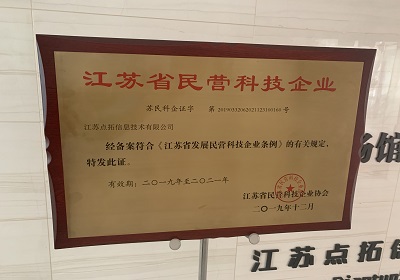 江苏省民营科技企业
苏民科企证字 第 号
江苏点拓信息技术有限公司
经备案符合《江苏省发展民营科技企业条例》的有关规定,
特发此证。
有效期：二〇一九年至二〇二一年
江苏省民营科技企业协会
二〇一九年十二月
场馆
江苏点拓信